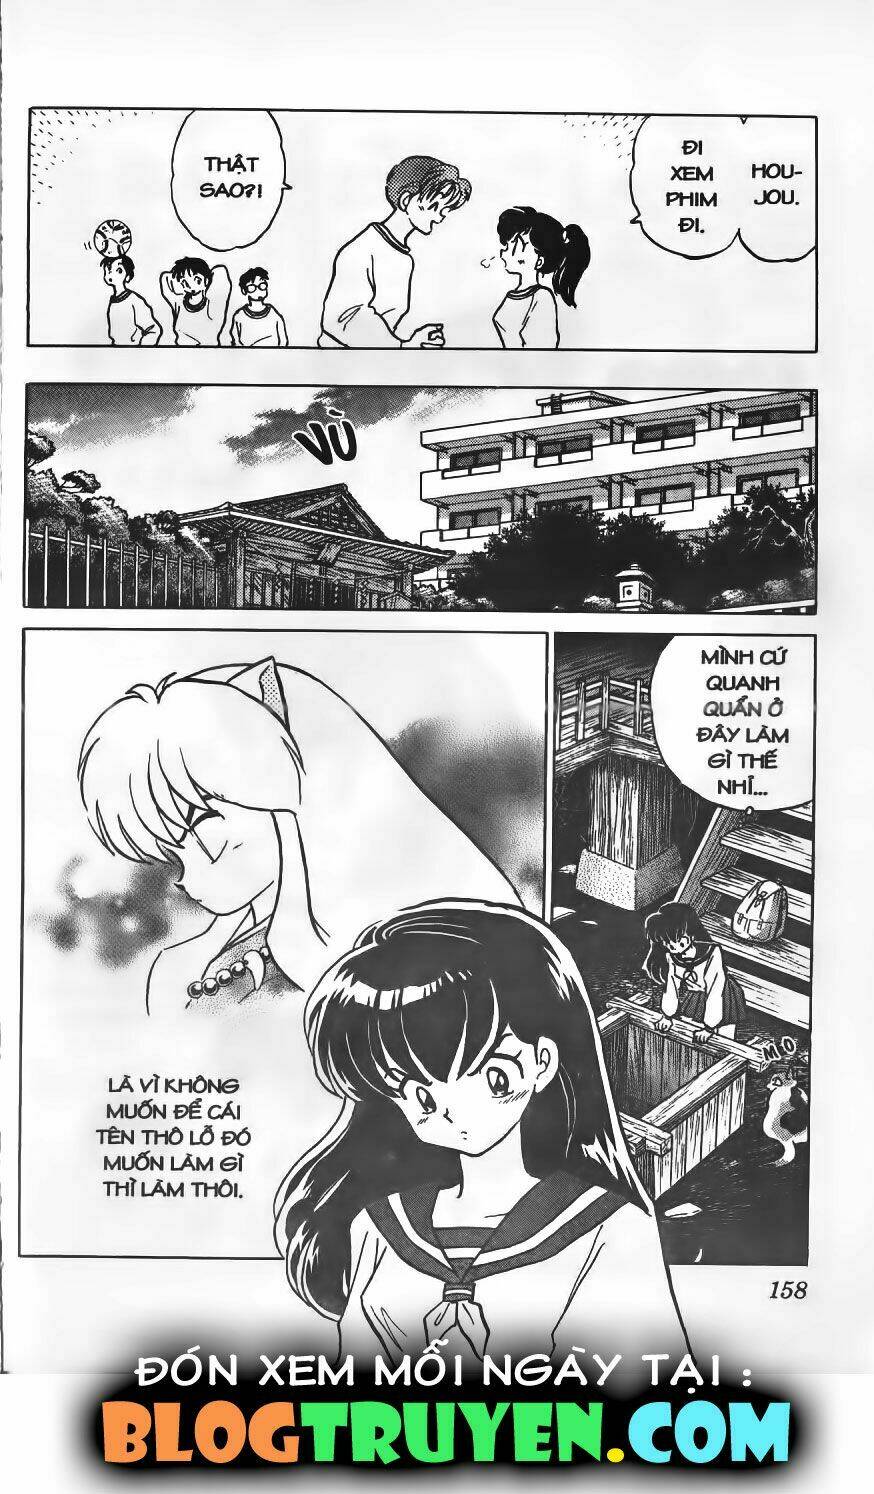 HOU-
JOU.
ĐI
XEM
PHIM
ĐI.
THẬT
SAO?!
VÙ
MÌNH CỨ
QUANH
QUẨN Ở
ĐÂY LÀM
GÌ THẾ
NHỈ...
MO
LÀ VÌ KHÔNG
MUỐN ĐỂ CÁI
TÊN THÔ LỖ ĐÓ
MUỐN LÀM GÌ
THÌ LÀM THÔI.
158
ĐÓN XEM MỖI NGÀY TẠI :
BLOGTRUYEN.COM